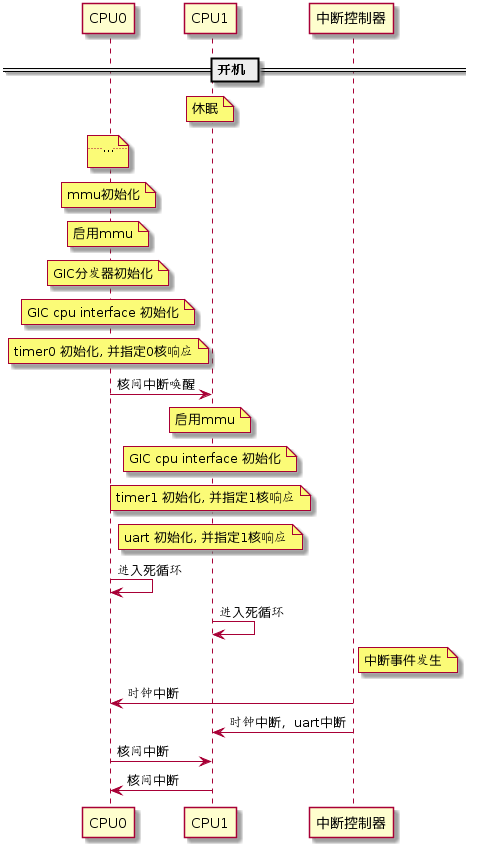 CPU0 CPU1 中断控制器
开机
休眠
...
mmu初始化
启用mmu
GIC分发器初始化
GIC cpu interface 初始化
timer0 初始化, 并指定0核响应
核间中断唤醒
启用mmu
GIC cpu interface 初始化
timer1 初始化, 并指定1核响应
uart 初始化, 并指定1核响应
进入死循环
进入死循环
中断事件发生
时钟中断
时钟中断，uart中断
核间中断
核间中断
CPU0 CPU1 中断控制器